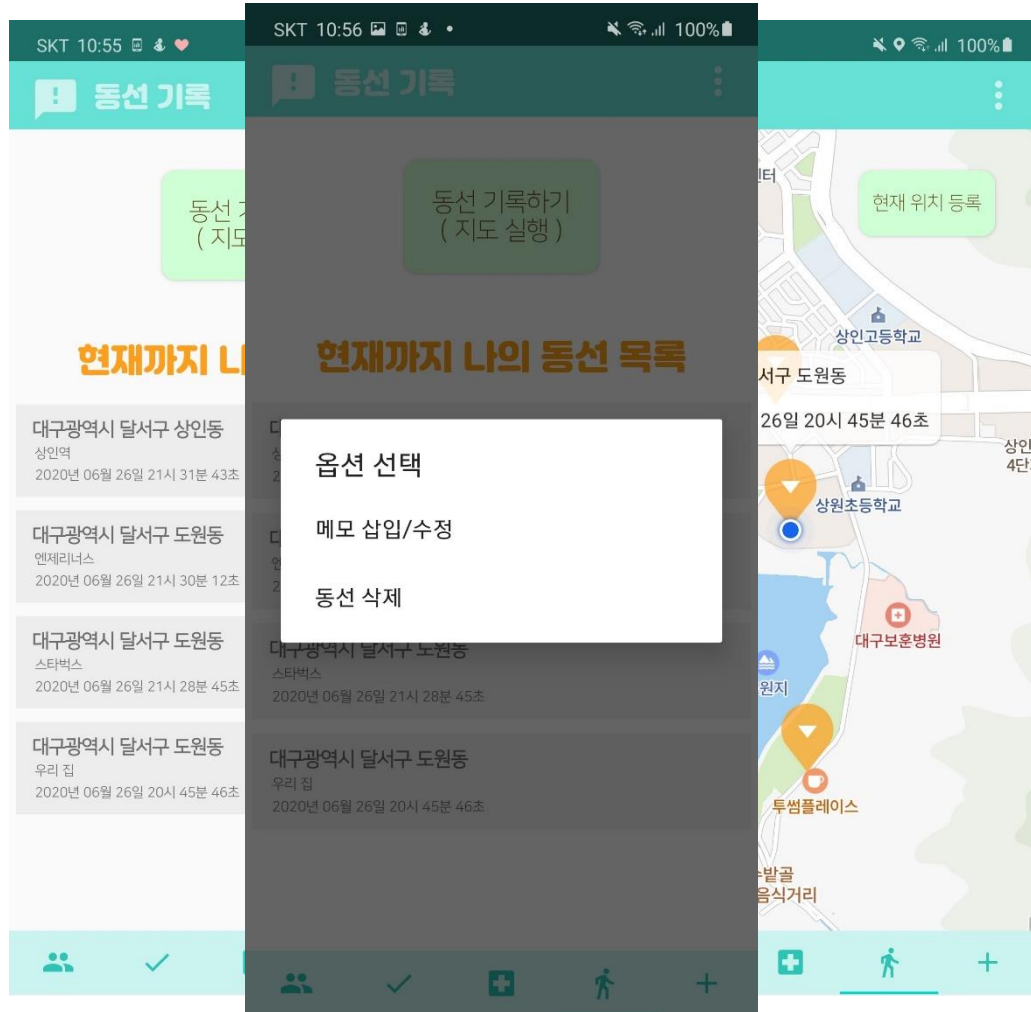 SKT 10:55
동선 기록
동선
( 지도
현재까지 나
대구광역시 달서구 상인동
상인역
2020년 06월 26일 21시 31분 43초
대구광역시 달서구 도원동
엔제리너스
2020년 06월 26일 21시 30분 12초
대구광역시 달서구 도원동
스타벅스
2020년 06월 26일 21시 28분 45초
대구광역시 달서구 도원동
우리 집
2020년 06월 26일 20시 45분 46초
SKT 10:56 100%
동선 기록
동선 기록하기
( 지도 실행 )
현재까지 나의 동선 목록
옵션 선택
메모 삽입/수정
동선 삭제
대구광역시 달서구 도원동
스타벅스
2020년 06월 26일 21시 28분 45초
대구광역시 달서구 도원동
우리 집
2020년 06월 26일 20시 45분 46초
100%
터
현재 위치 등록
상인고등학교
서구 도원동
26일 20시 45분 46초
상인
4단
상원초등학교
대구보훈병원
원지
투썸플레이스
밭골
음식거리